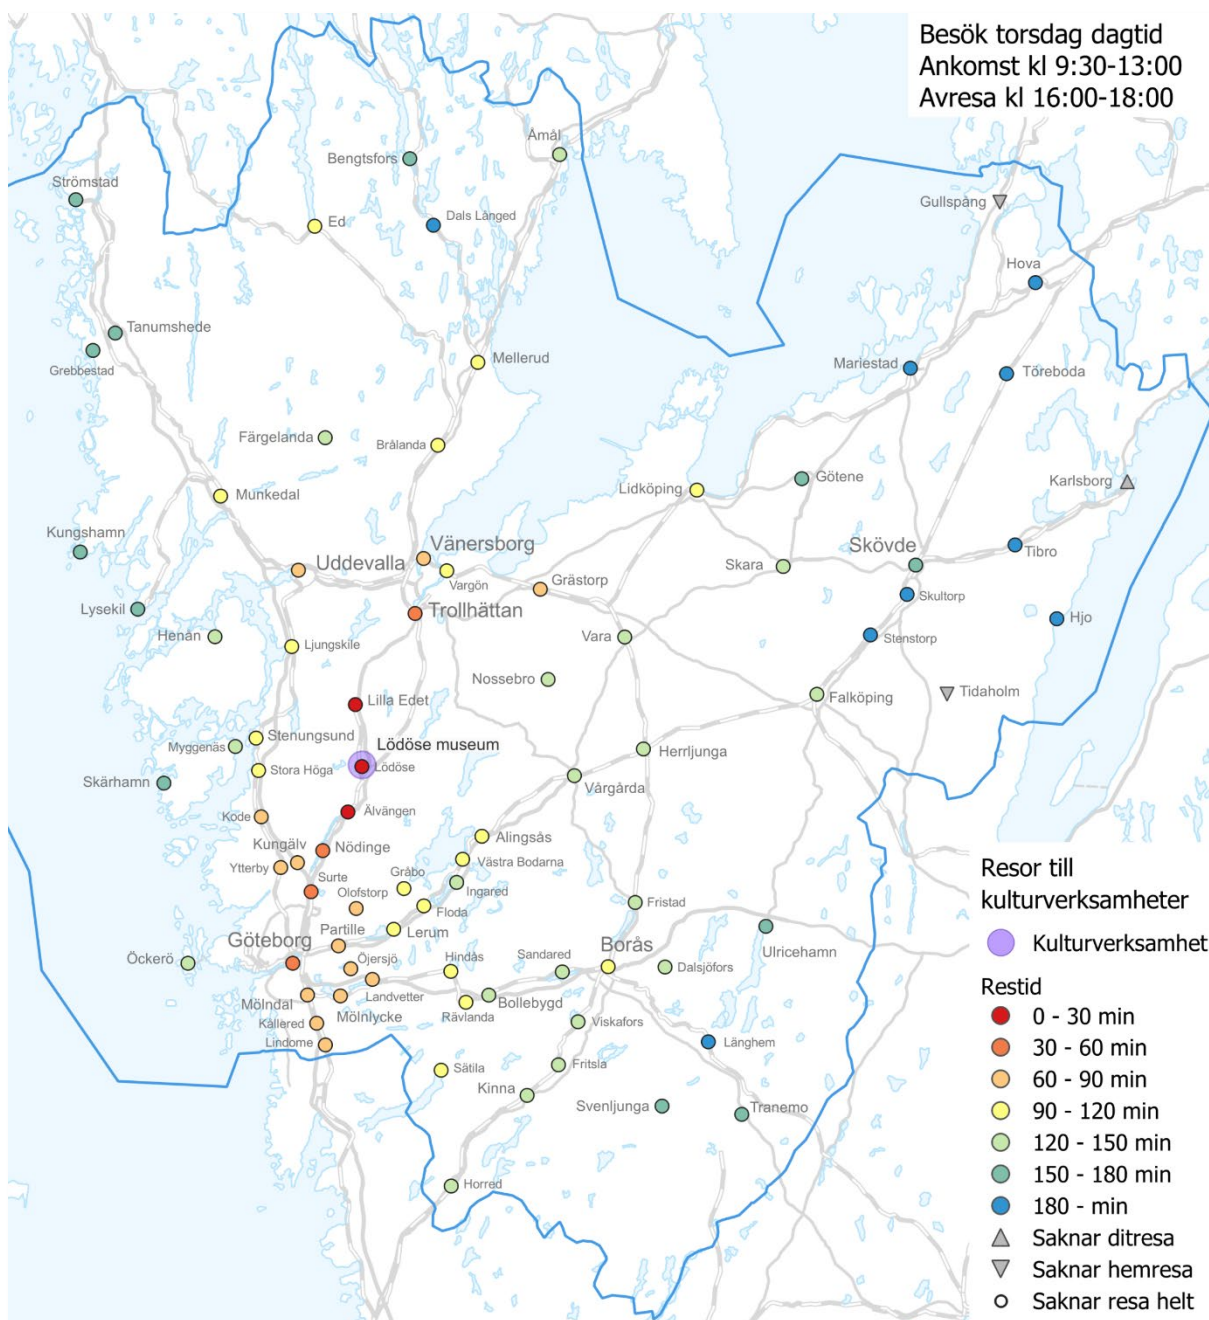 Besök torsdag dagtid
Ankomst kl 9:30-13:00
Avresa kl 16:00-18:00
Åmål
Bengtsfors
Strömstad
Gullspång
Ed
Dals Långed
Hova
Tanumshede
Grebbestad
Mellerud
Mariestad
Töreboda
Färgelanda
Brålanda
Munkedal
Lidköping
Götene
Karlsborg
Kungshamn
Uddevalla
Vänersborg
Vargön
Grästorp
Skara
Skövde
Tibro
Lysekil
Trollhättan
Skultorp
Hjo
Henån
Ljungskile
Vara
Stenstorp
Nossebro
Lilla Edet
Falköping
Tidaholm
Stenungsund
Myggenäs
Lödöse museum
Herrljunga
Stora Höga
Lödöse
Skärhamn
Vårgårda
Kode
Älvängen
Alingsås
Kungälv
Nödinge
Västra Bodarna
Ytterby
Surte
Gråbo
Ingared
Olofstorp
Floda
Fristad
Partille
Lerum
Göteborg
Borås
Ulricehamn
Öckerö
Öjersjö
Hindås
Sandared
Dalsjöfors
Landvetter
Mölndal
Mölnlycke
Rävlanda
Bollebygd
Kållered
Viskafors
Lindome
Länghem
Sätila
Fritsla
Kinna
Svenljunga
Tranemo
Horred
Resor till
kulturverksamheter
Kulturverksamhet
Restid
0 - 30 min
30 - 60 min
60 - 90 min
90 - 120 min
120 - 150 min
150 - 180 min
180 - min
Saknar ditresa
Saknar hemresa
Saknar resa helt